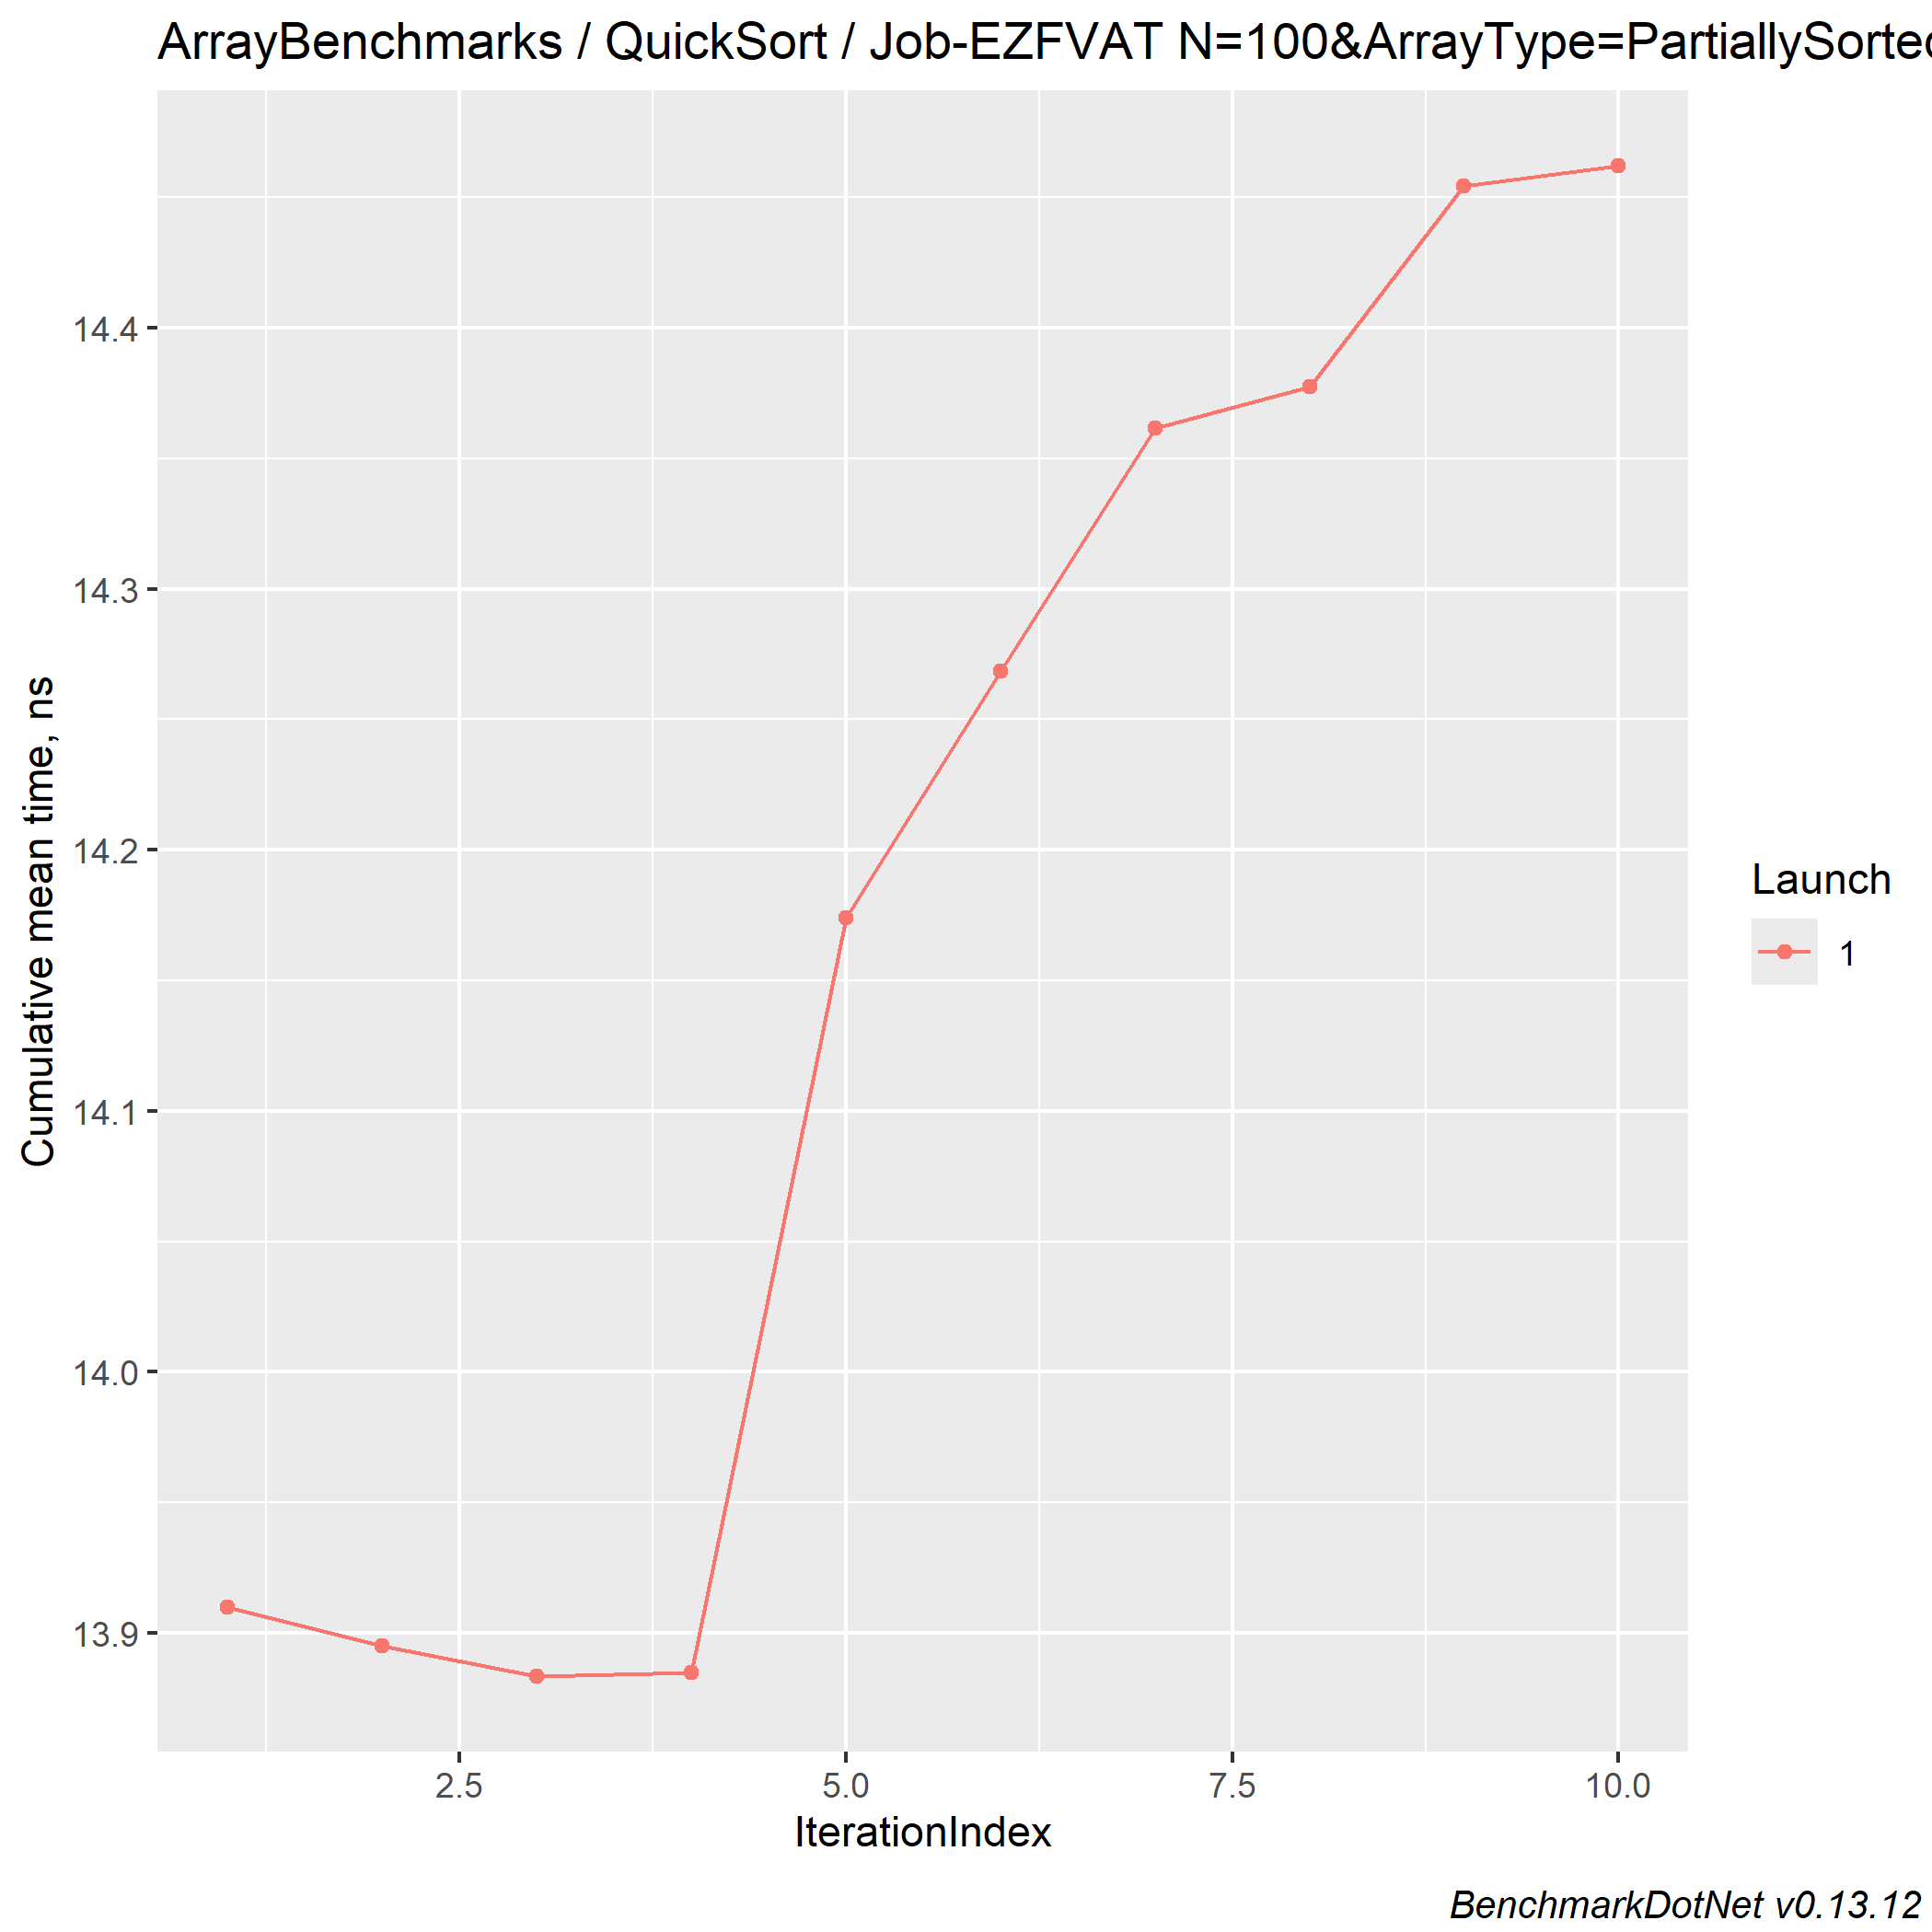 ArrayBenchmarks / QuickSort / Job-EZFVAT N=100&ArrayType=PartiallySorted
Cumulative mean time, ns
14.4
14.3
14.2
14.1
14.0
13.9
2.5 5.0 7.5 10.0
IterationIndex
Launch
1
BenchmarkDotNet v0.13.12